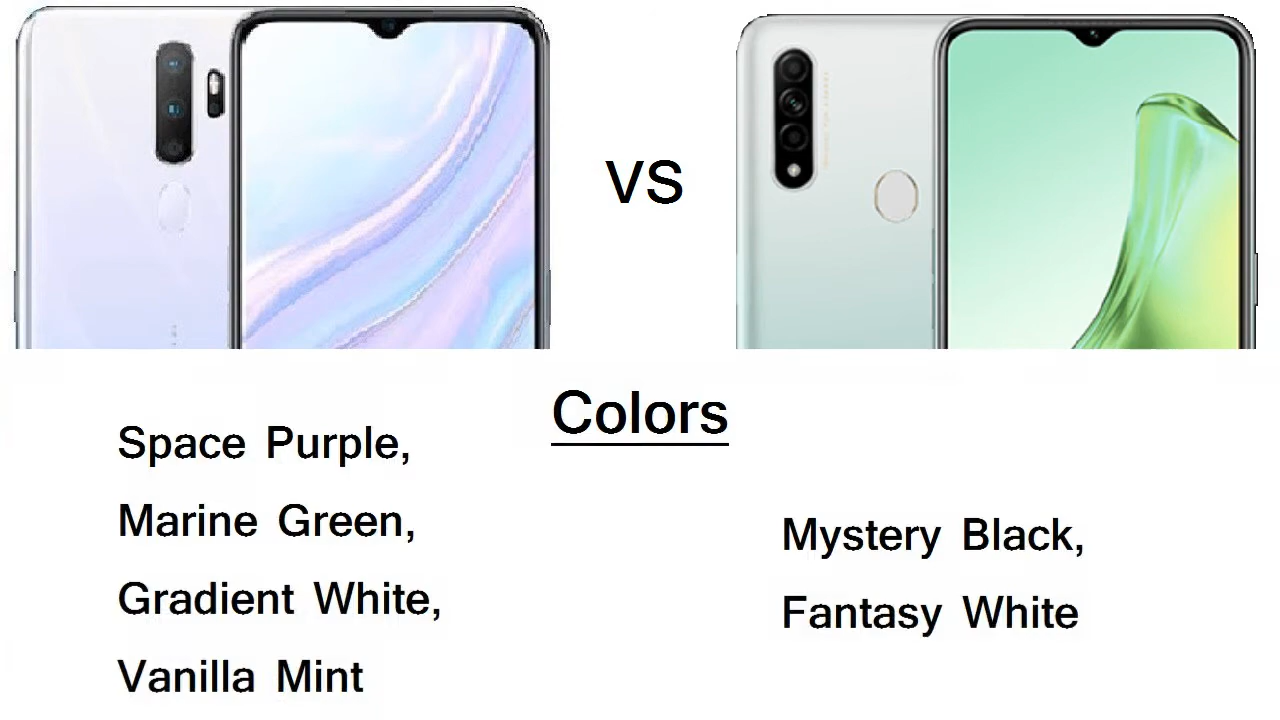 VS
Colors
Space Purple,
Marine Green,
Gradient White,
Vanilla Mint
Mystery Black,
Fantasy White